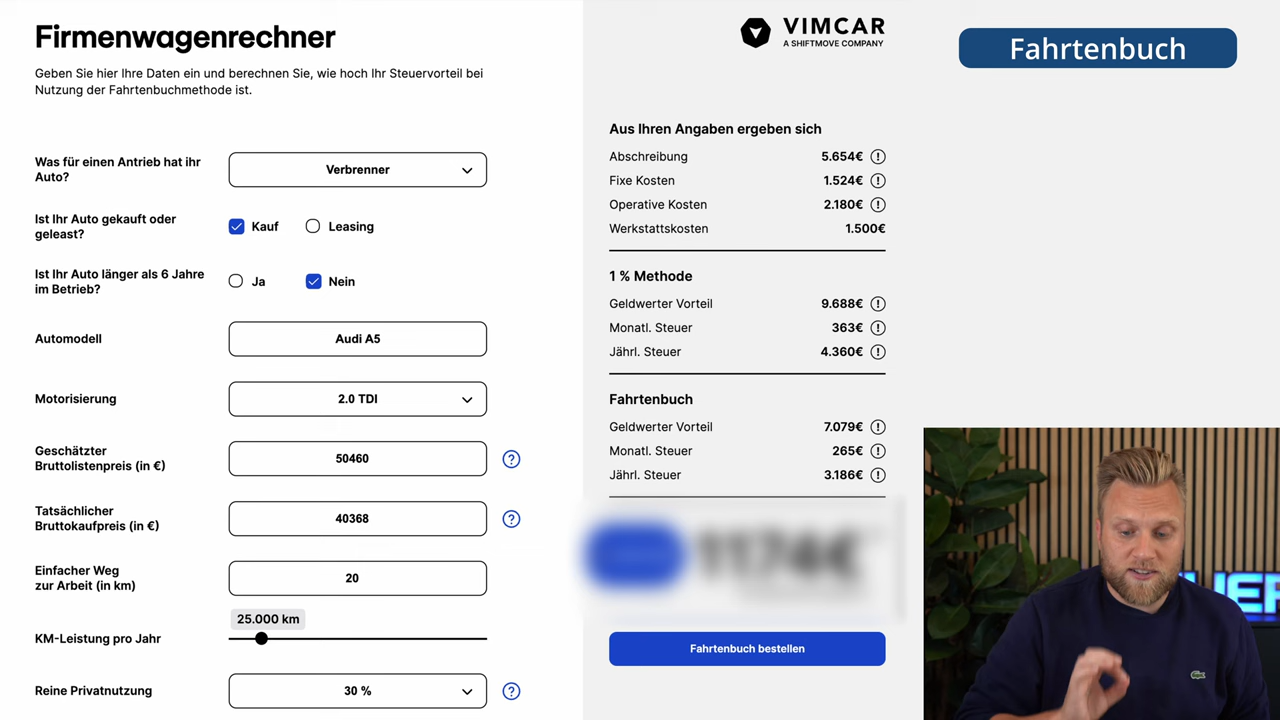 Firmenwagenrechner
Geben Sie hier Ihre Daten ein und berechnen Sie, wie hoch Ihr Steuervorteil bei
Nutzung der Fahrtenbuchmethode ist.
Was für einen Antrieb hat ihr
Auto?
Verbrenner
Ist Ihr Auto gekauft oder
geleast?
Kauf
Leasing
Ist Ihr Auto länger als 6 Jahre
im Betrieb?
Ja
Nein
Automodell
Audi A5
Motorisierung
2.0 TDI
Geschätzter
Bruttolistenpreis (in €)
50460
Tatsächlicher
Bruttokaufpreis (in €)
40368
Einfacher Weg
zur Arbeit (in km)
20
25.000 km
KM-Leistung pro Jahr
Reine Privatnutzung
30 %
VIMCAR
A SHIFTMOVE COMPANY
Aus Ihren Angaben ergeben sich
Abschreibung 5.654€
Fixe Kosten 1.524€
Operative Kosten 2.180€
Werkstattskosten 1.500€
1 % Methode
Geldwerter Vorteil 9.688€
Monatl. Steuer 363€
Jährl. Steuer 4.360€
Fahrtenbuch
Geldwerter Vorteil 7.079€
Monatl. Steuer 265€
Jährl. Steuer 3.186€
1174€
Fahrtenbuch bestellen
Fahrtenbuch